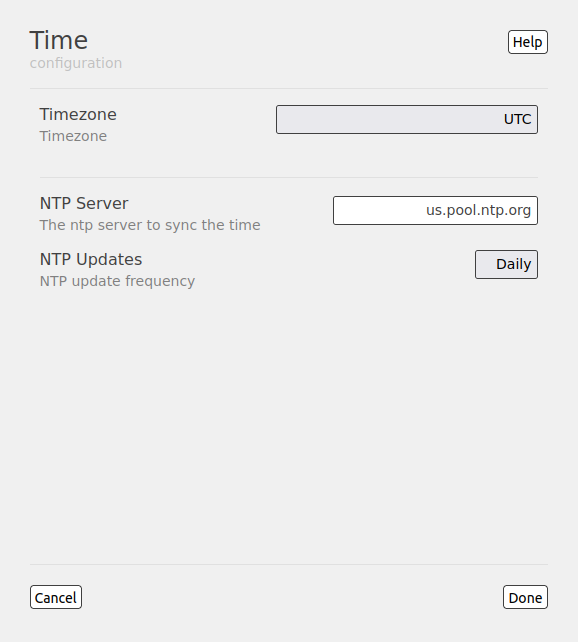 Time
Help
configuration
Timezone
UTC
Timezone
NTP Server
us.pool.ntp.org
The ntp server to sync the time
NTP Updates
Daily
NTP update frequency
Cancel
Done